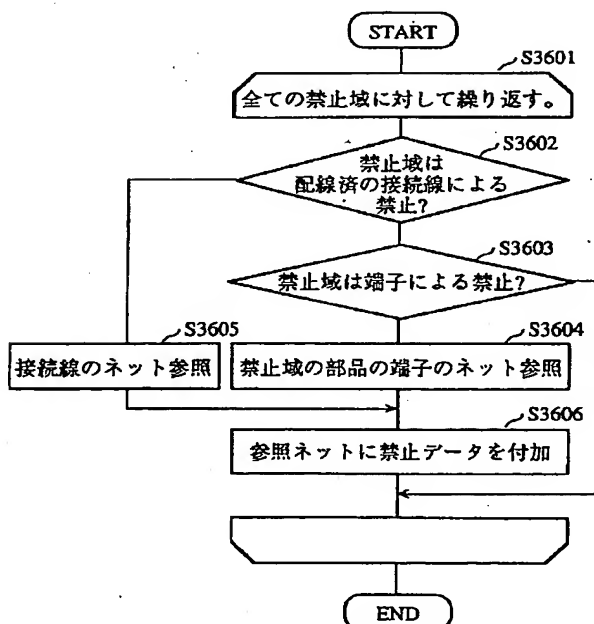 START
S3601
全ての禁止域に対して繰り返す。
S3602
禁止域は
配線済の接続線による
禁止?
S3603
禁止域は端子による禁止?
S3605
接続線のネット参照
S3604
禁止域の部品の端子のネット参照
S3606
参照ネットに禁止データを付加
END